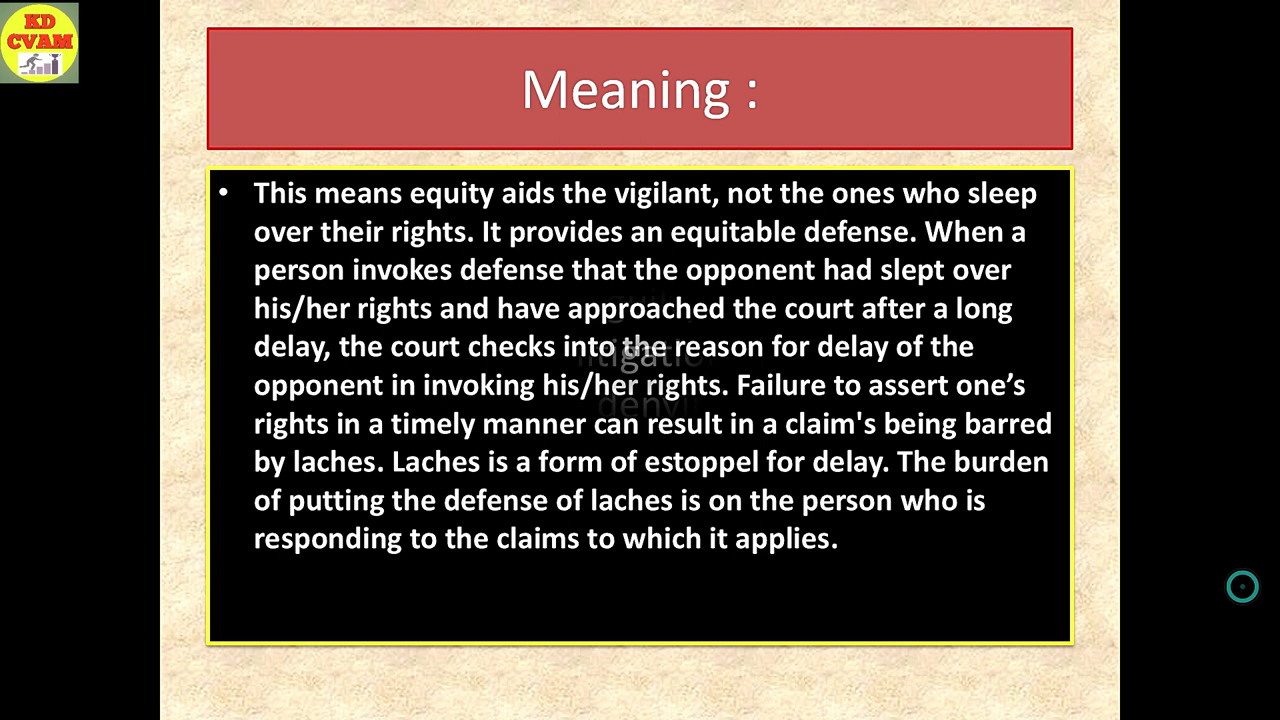 KD
CVAM
Meaning :
• This means equity aids the vigilant, not the ones who sleep
over their rights. It provides an equitable defense. When a
person invokes defense that the opponent had slept over
his/her rights and have approached the court after a long
delay, the court checks into the reason for delay of the
opponent in invoking his/her rights. Failure to assert one’s
rights in a timely manner can result in a claim's being barred
by laches. Laches is a form of estoppel for delay. The burden
of putting the defense of laches is on the person who is
responding to the claims to which it applies.